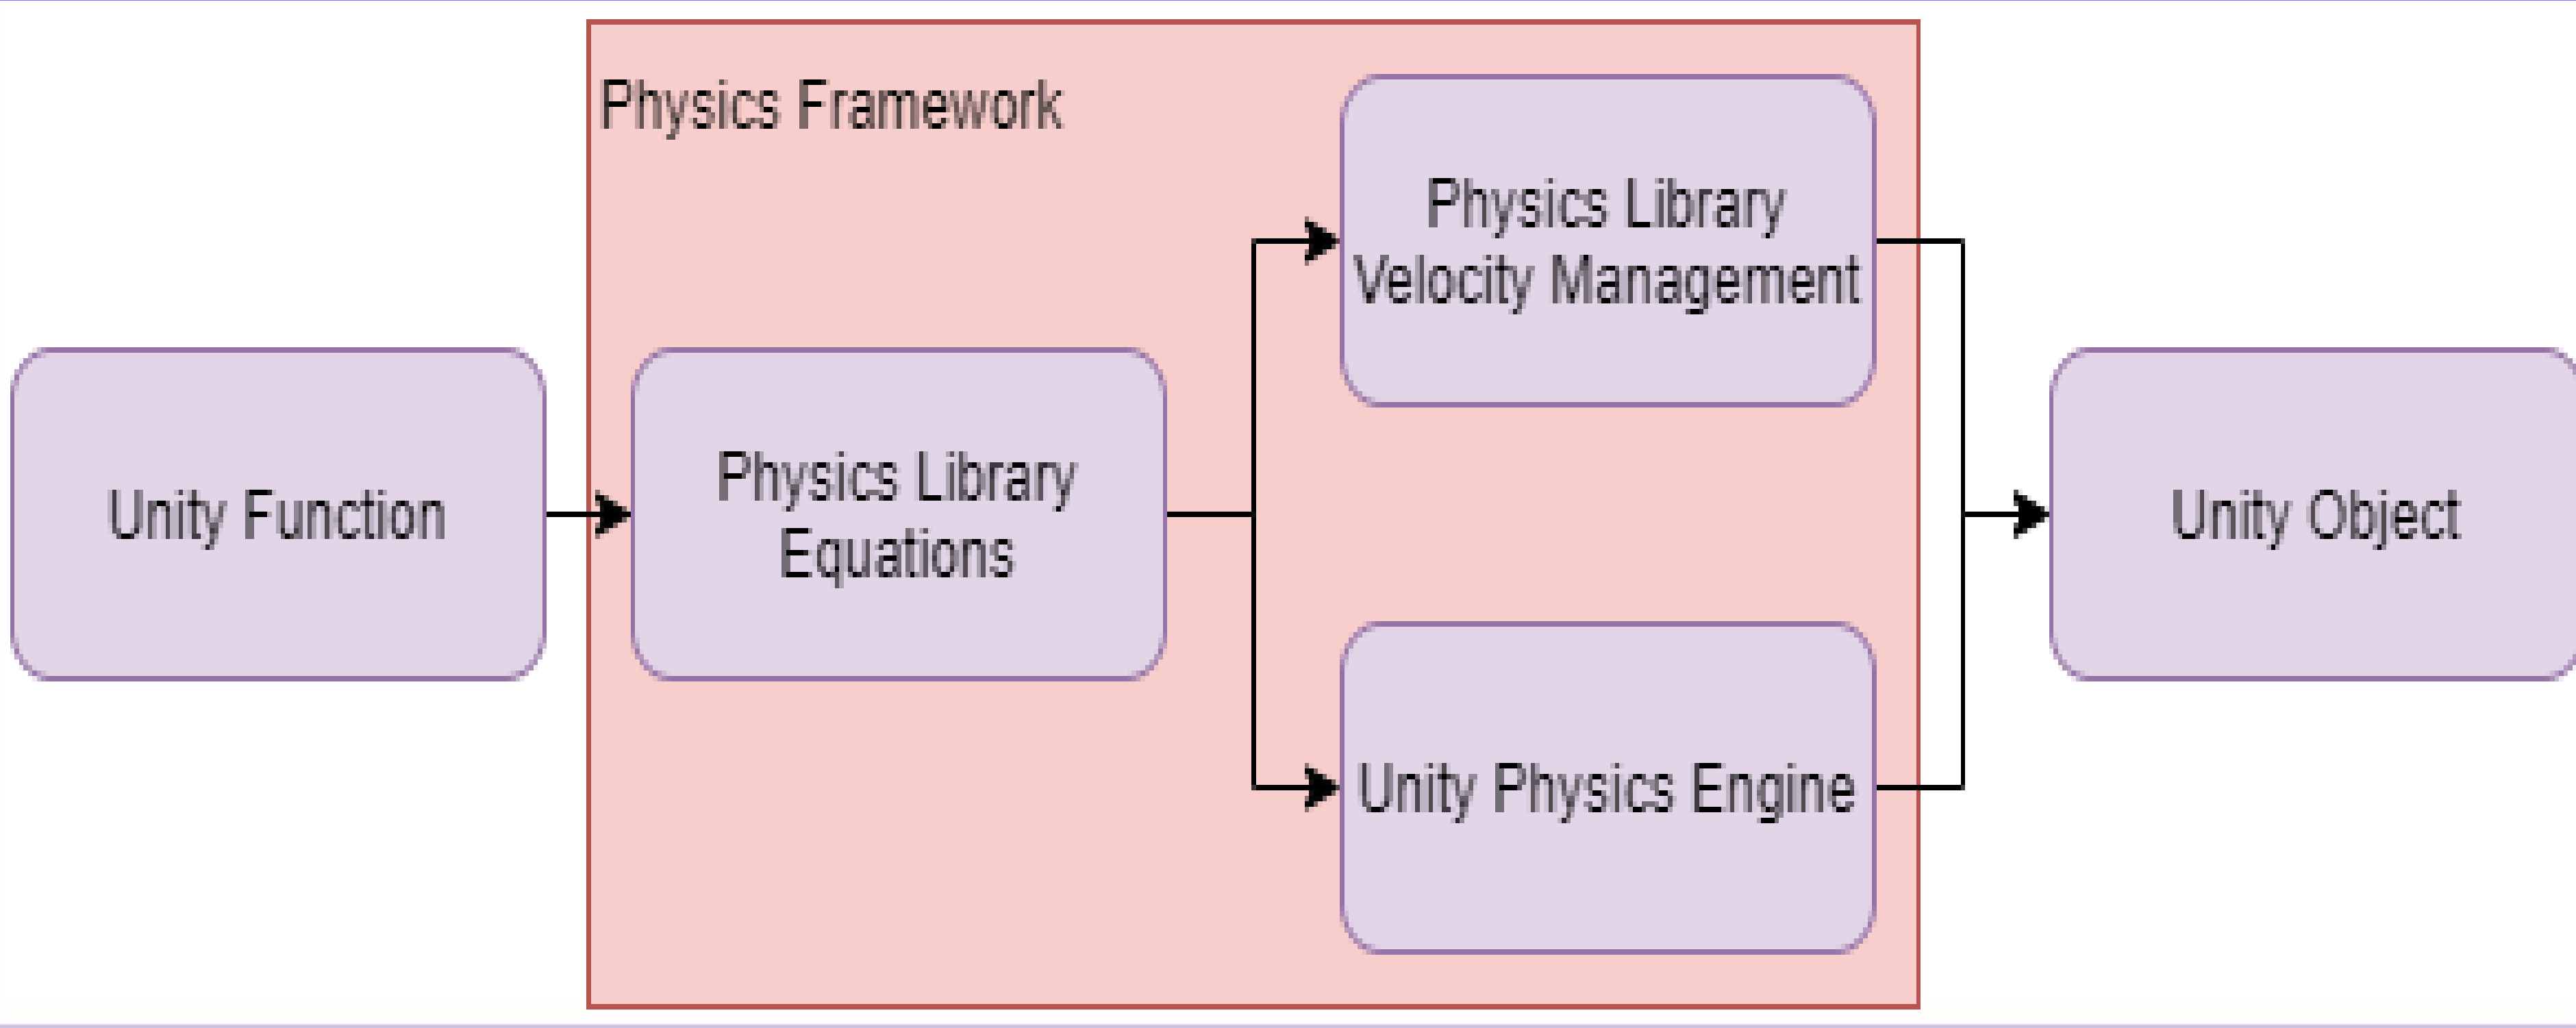 Physics Framework
Unity Function
Physics Library
Equations
Physics Library
Velocity Management
Unity Physics Engine
Unity Object